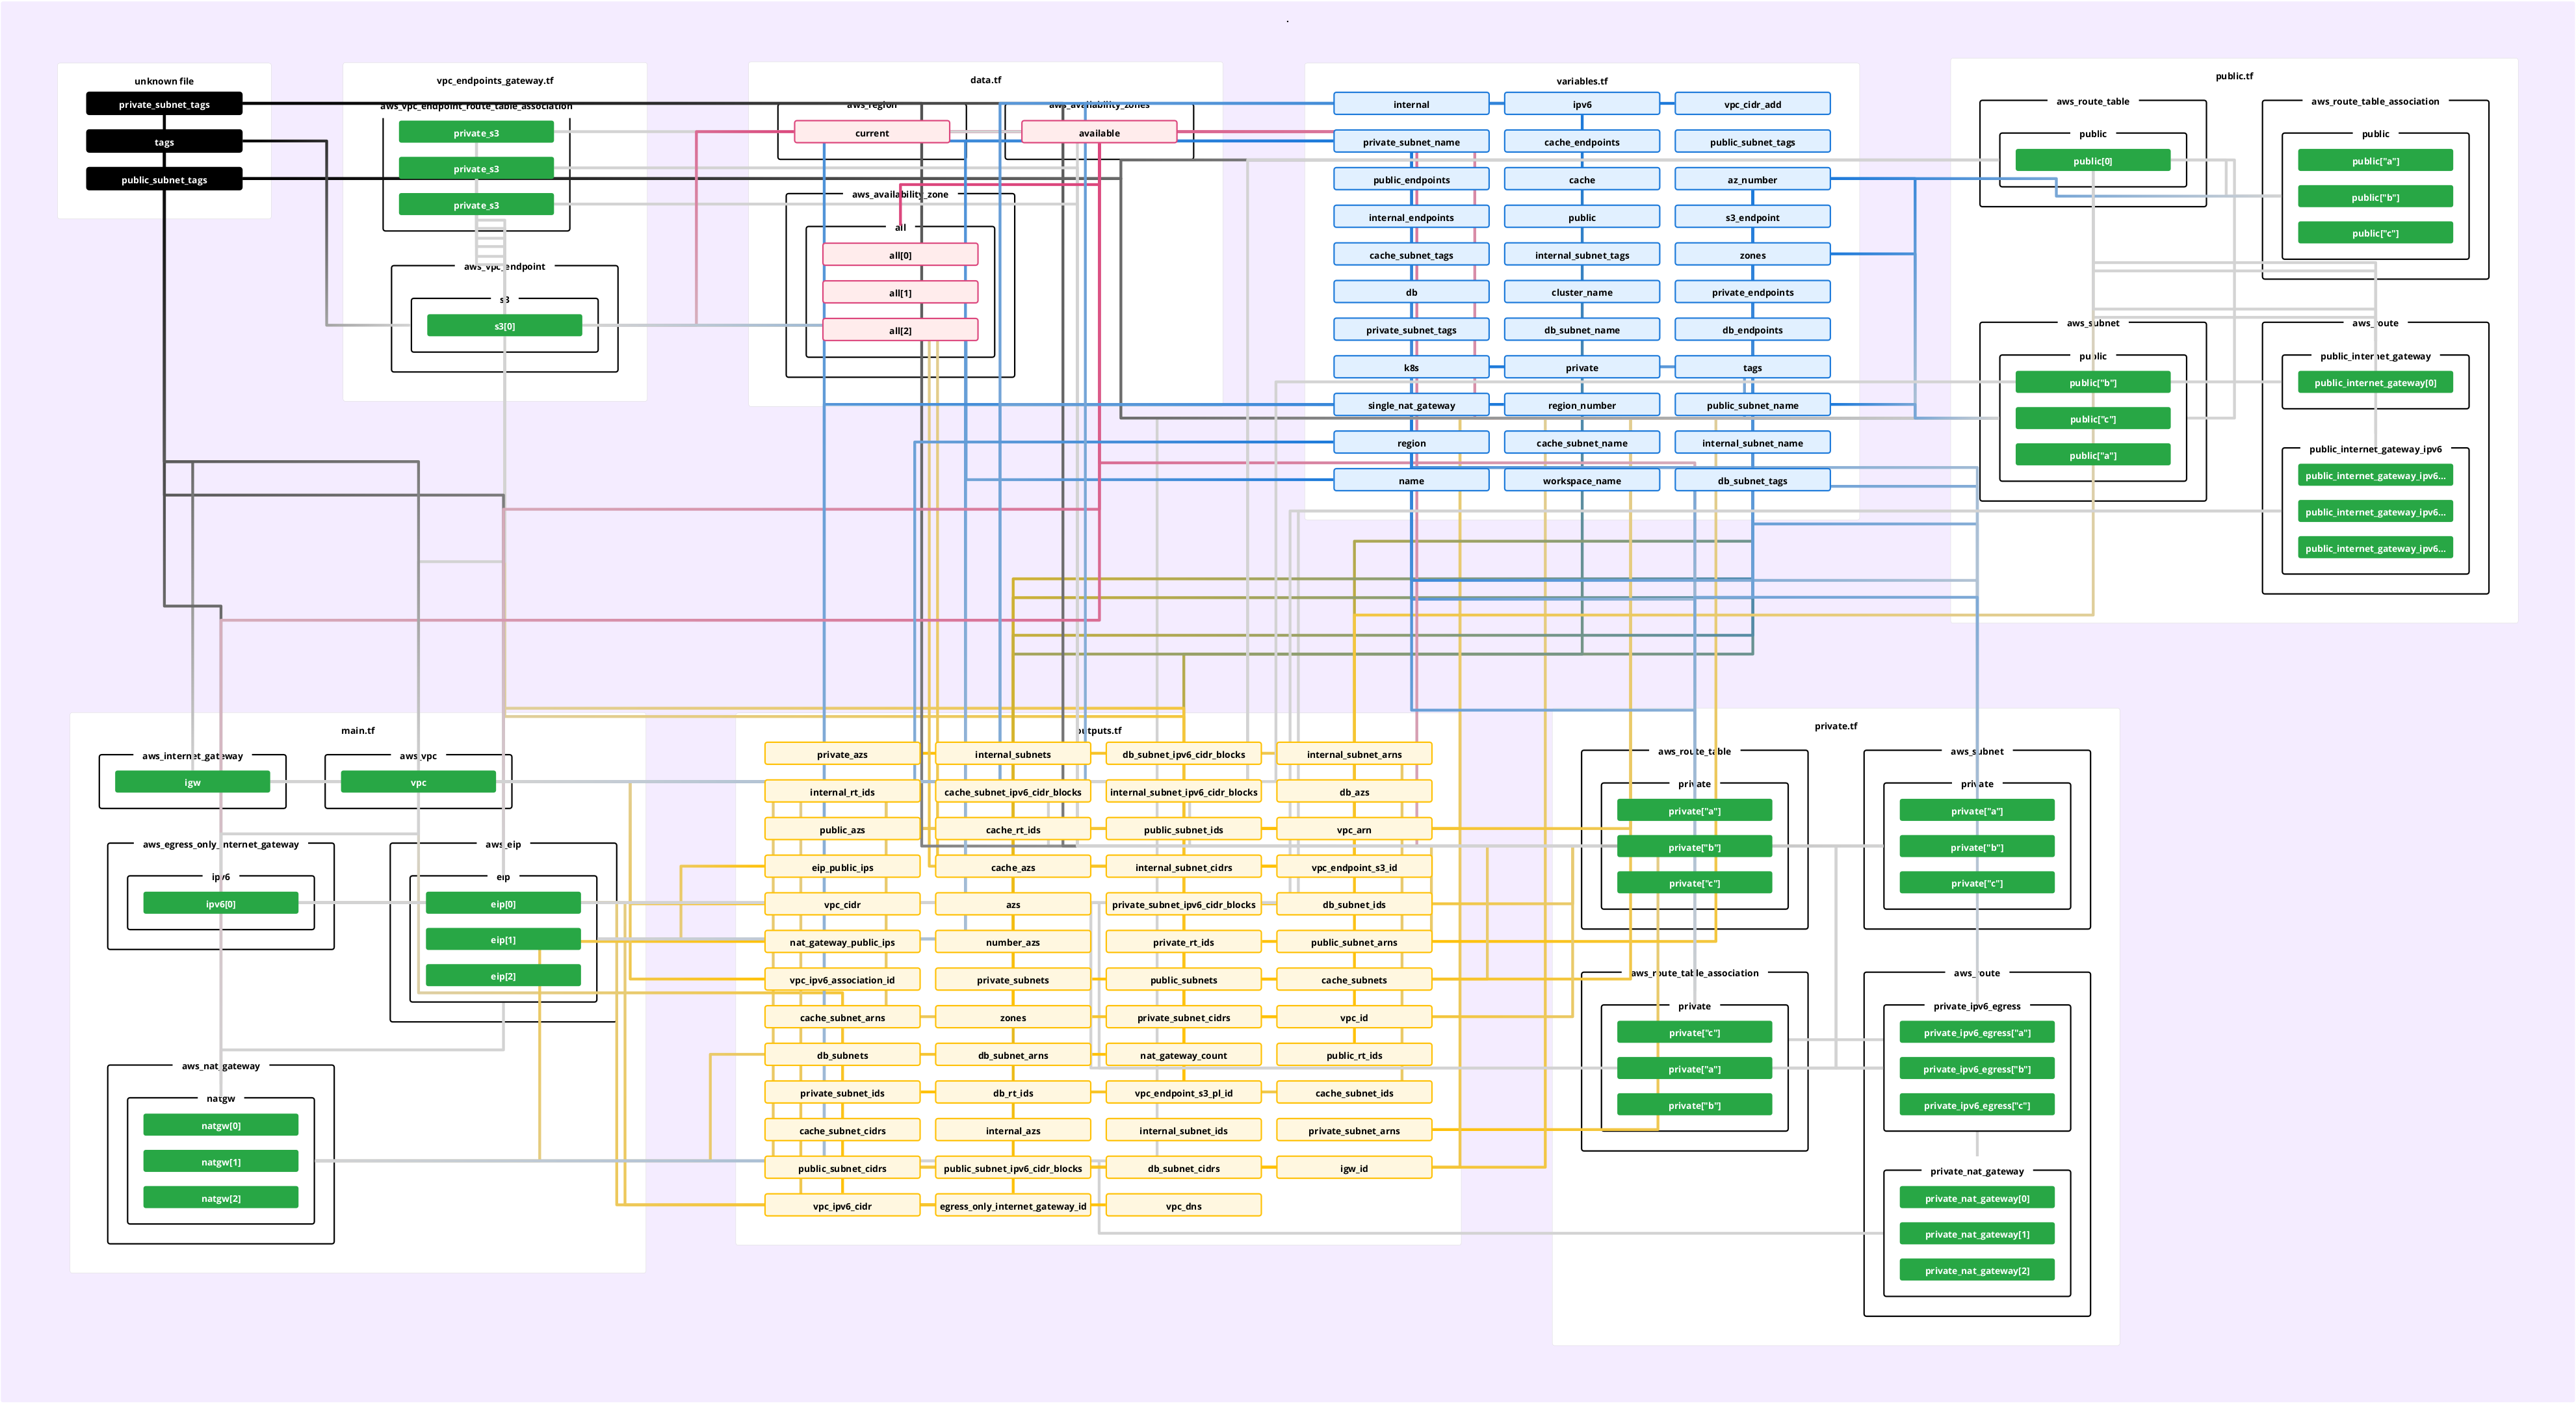 .
unknown file
private_subnet_tags
tags
public_subnet_tags
vpc_endpoints_gateway.tf
aws_vpc_endpoint_route_table_association
private_s3
private_s3
private_s3
aws_vpc_endpoint
s3
s3[0]
data.tf
aws_region
current
aws_availability_zones
available
aws_availability_zone
all
all[0]
all[1]
all[2]
variables.tf
internal
ipv6
vpc_cidr_add
private_subnet_name
cache_endpoints
public_subnet_tags
public_endpoints
cache
az_number
internal_endpoints
public
s3_endpoint
cache_subnet_tags
internal_subnet_tags
zones
db
cluster_name
private_endpoints
private_subnet_tags
db_subnet_name
db_endpoints
k8s
private
tags
single_nat_gateway
region_number
public_subnet_name
region
cache_subnet_name
internal_subnet_name
name
workspace_name
db_subnet_tags
public.tf
aws_route_table
public
public[0]
aws_route_table_association
public
public["a"]
public["b"]
public["c"]
aws_subnet
public
public["b"]
public["c"]
public["a"]
aws_route
public_internet_gateway
public_internet_gateway[0]
public_internet_gateway_ipv6
public_internet_gateway_ipv6...
public_internet_gateway_ipv6...
public_internet_gateway_ipv6...
main.tf
aws_internet_gateway
igw
aws_vpc
vpc
aws_egress_only_internet_gateway
ipv6
ipv6[0]
aws_eip
eip
eip[0]
eip[1]
eip[2]
aws_nat_gateway
natgw
natgw[0]
natgw[1]
natgw[2]
outputs.tf
private_azs
internal_subnets
db_subnet_ipv6_cidr_blocks
internal_subnet_arns
internal_rt_ids
cache_subnet_ipv6_cidr_blocks
internal_subnet_ipv6_cidr_blocks
db_azs
public_azs
cache_rt_ids
public_subnet_ids
vpc_arn
eip_public_ips
cache_azs
internal_subnet_cidrs
vpc_endpoint_s3_id
vpc_cidr
azs
private_subnet_ipv6_cidr_blocks
db_subnet_ids
nat_gateway_public_ips
number_azs
private_rt_ids
public_subnet_arns
vpc_ipv6_association_id
private_subnets
public_subnets
cache_subnets
cache_subnet_arns
zones
private_subnet_cidrs
vpc_id
db_subnets
db_subnet_arns
nat_gateway_count
public_rt_ids
private_subnet_ids
db_rt_ids
vpc_endpoint_s3_pl_id
cache_subnet_ids
cache_subnet_cidrs
internal_azs
internal_subnet_ids
private_subnet_arns
public_subnet_cidrs
public_subnet_ipv6_cidr_blocks
db_subnet_cidrs
igw_id
vpc_ipv6_cidr
egress_only_internet_gateway_id
vpc_dns
private.tf
aws_route_table
private
private["a"]
private["b"]
private["c"]
aws_subnet
private
private["a"]
private["b"]
private["c"]
aws_route_table_association
private
private["c"]
private["a"]
private["b"]
aws_route
private_ipv6_egress
private_ipv6_egress["a"]
private_ipv6_egress["b"]
private_ipv6_egress["c"]
private_nat_gateway
private_nat_gateway[0]
private_nat_gateway[1]
private_nat_gateway[2]